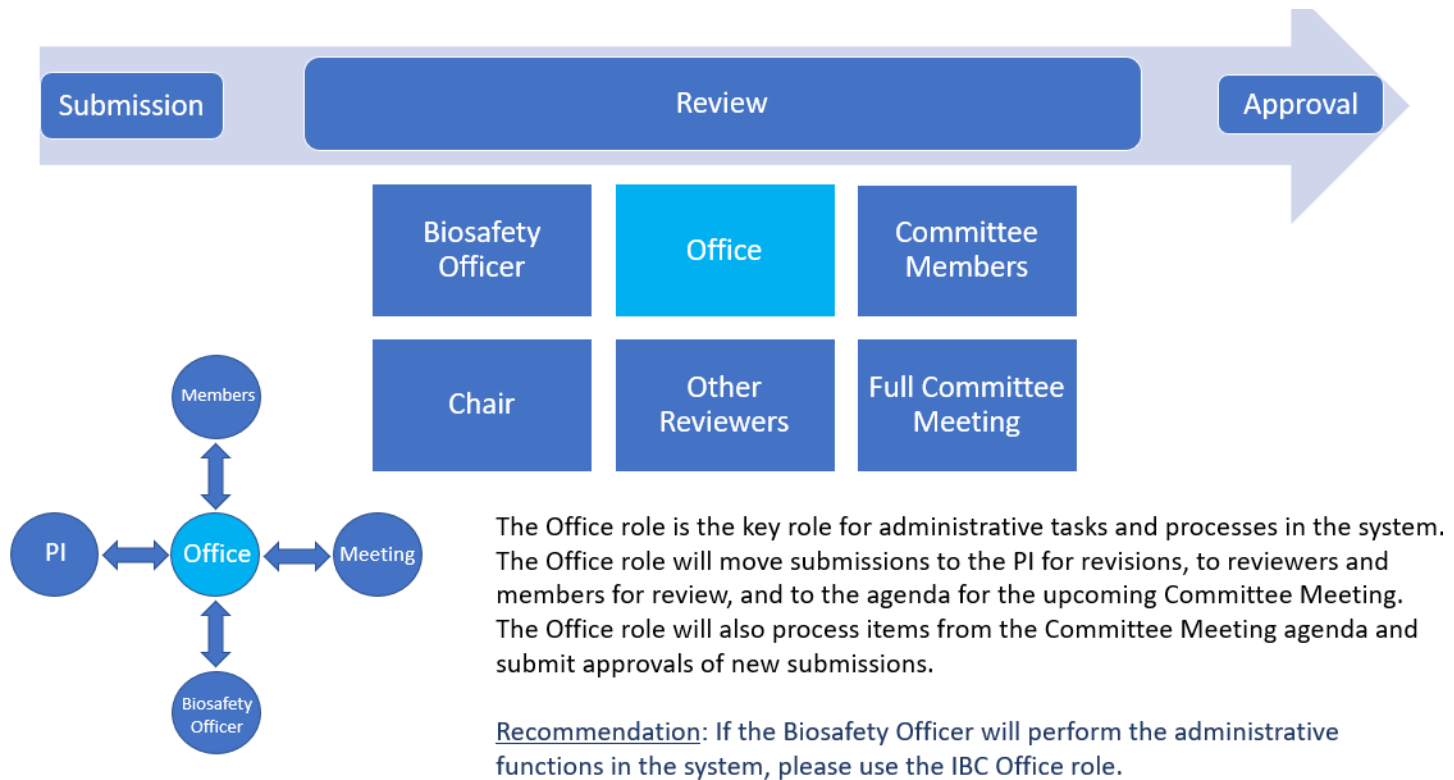 Submission
Review
Approval
Biosafety
Officer
Office
Committee
Members
Chair
Other
Reviewers
Full Committee
Meeting
Members
PI
Office
Meeting
Biosafety
Officer
The Office role is the key role for administrative tasks and processes in the system.
The Office role will move submissions to the PI for revisions, to reviewers and
members for review, and to the agenda for the upcoming Committee Meeting.
The Office role will also process items from the Committee Meeting agenda and
submit approvals of new submissions.
Recommendation: If the Biosafety Officer will perform the administrative
functions in the system, please use the IBC Office role.